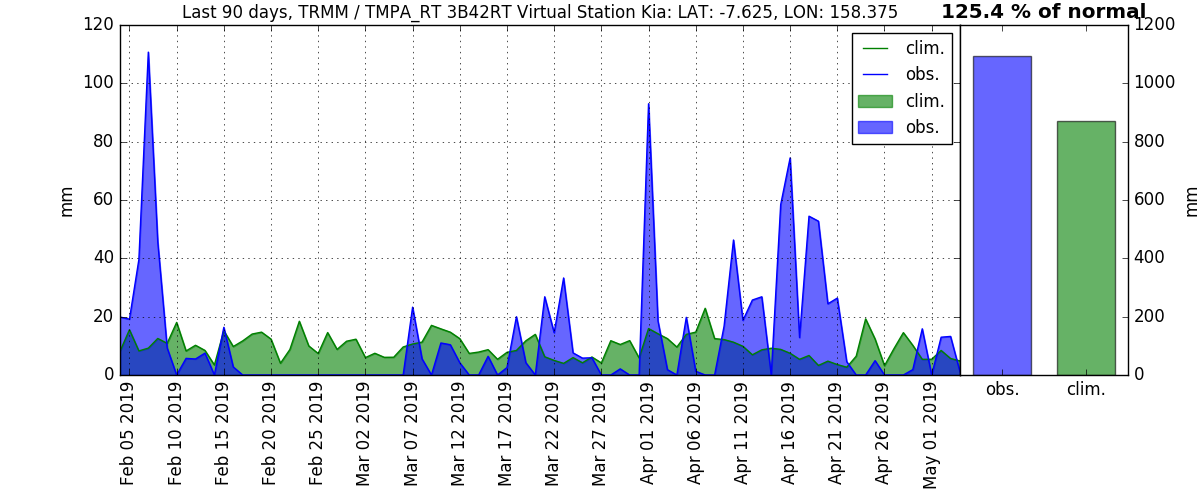 Last 90 days, TRMM / TMPA_RT 3B42RT Virtual Station Kia: LAT: -7.625, LON: 158.375
125.4 % of normal
120
100
80
60
40
20
0
mm
clim.
obs.
clim.
obs.
1200
1000
800
600
400
200
0
mm
Feb 05 2019
Feb 10 2019
Feb 15 2019
Feb 20 2019
Feb 25 2019
Mar 02 2019
Mar 07 2019
Mar 12 2019
Mar 17 2019
Mar 22 2019
Mar 27 2019
Apr 01 2019
Apr 06 2019
Apr 11 2019
Apr 16 2019
Apr 21 2019
Apr 26 2019
May 01 2019
obs.
clim.